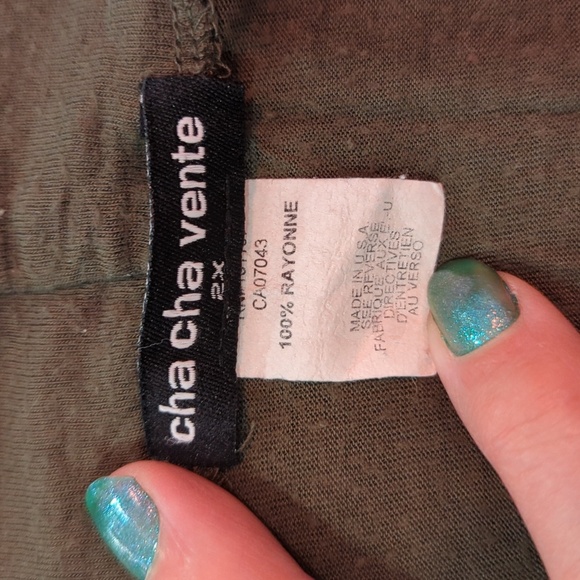 cha cha vente
2X
CA07043
100% RAYONNE
MADE IN U.S.A.
SEE REVERSE
FABRIQUE AUX É.-U.
DIRECTIVES
D'ENTRETIEN
AU VERSO